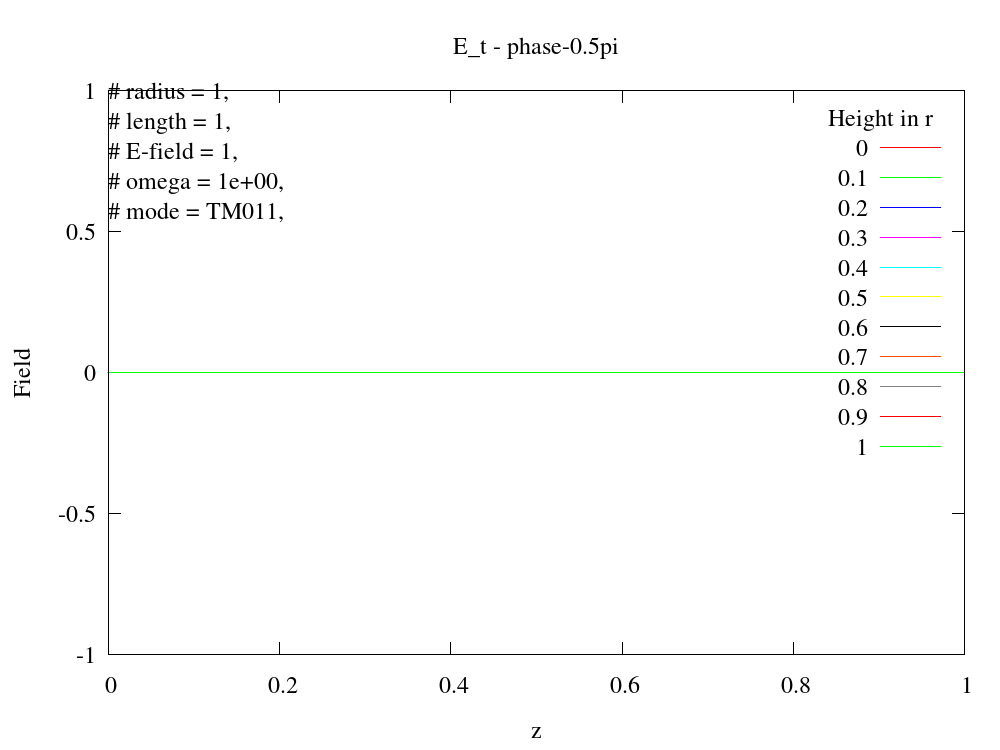 E_t - phase-0.5pi
# radius = 1,
# length = 1,
# E-field = 1,
# omega = 1e+00,
# mode = TM011,
Height in r
0
0.1
0.2
0.3
0.4
0.5
0.6
0.7
0.8
0.9
1
1
0.5
0
-0.5
-1
Field
0 0.2 0.4 0.6 0.8 1
z